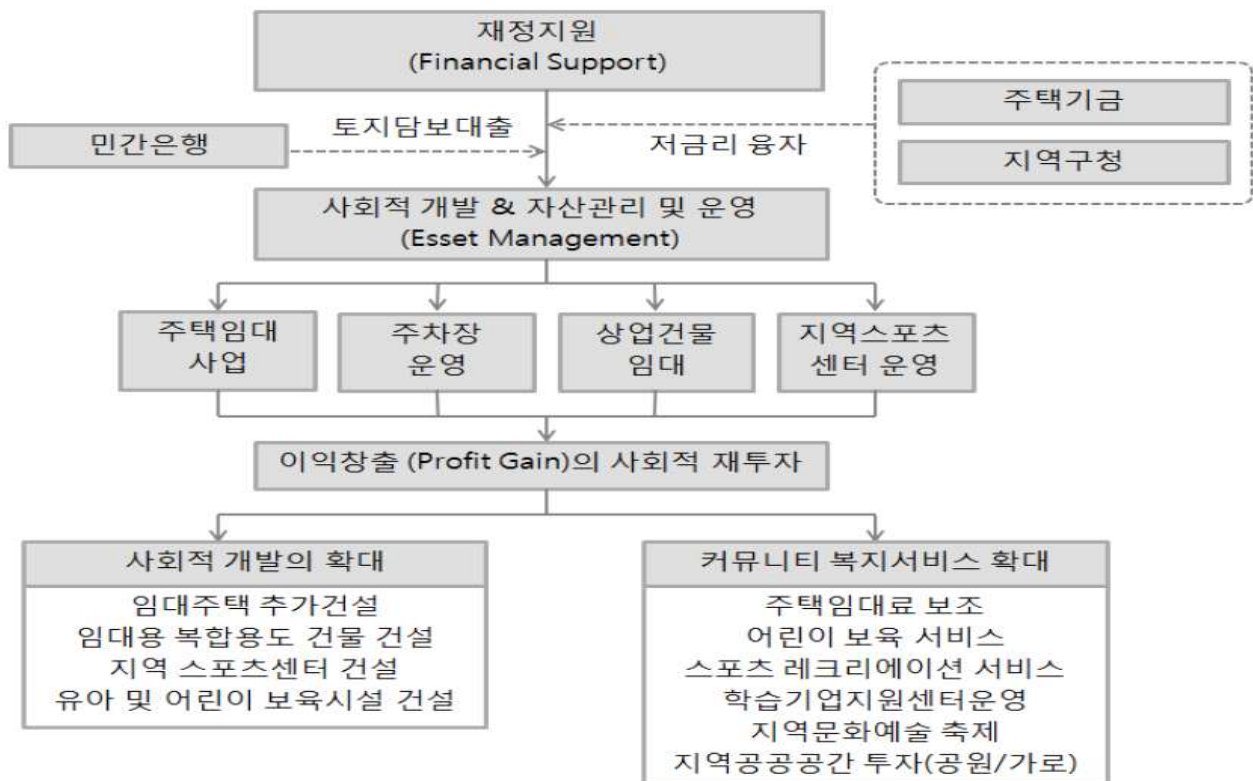 재정지원
(Financial Support)
주택기금
지역구청
민간은행
토지담보대출
저금리 융자
사회적 개발 & 자산관리 및 운영
(Esset Management)
주택임대
사업
주차장
운영
상업건물
임대
지역스포츠
센터 운영
이익창출 (Profit Gain)의 사회적 재투자
사회적 개발의 확대
임대주택 추가건설
임대용 복합용도 건물 건설
지역 스포츠센터 건설
유아 및 어린이 보육시설 건설
커뮤니티 복지서비스 확대
주택임대료 보조
어린이 보육 서비스
스포츠 레크리에이션 서비스
학습기업지원센터운영
지역문화예술 축제
지역공공공간 투자(공원/가로)